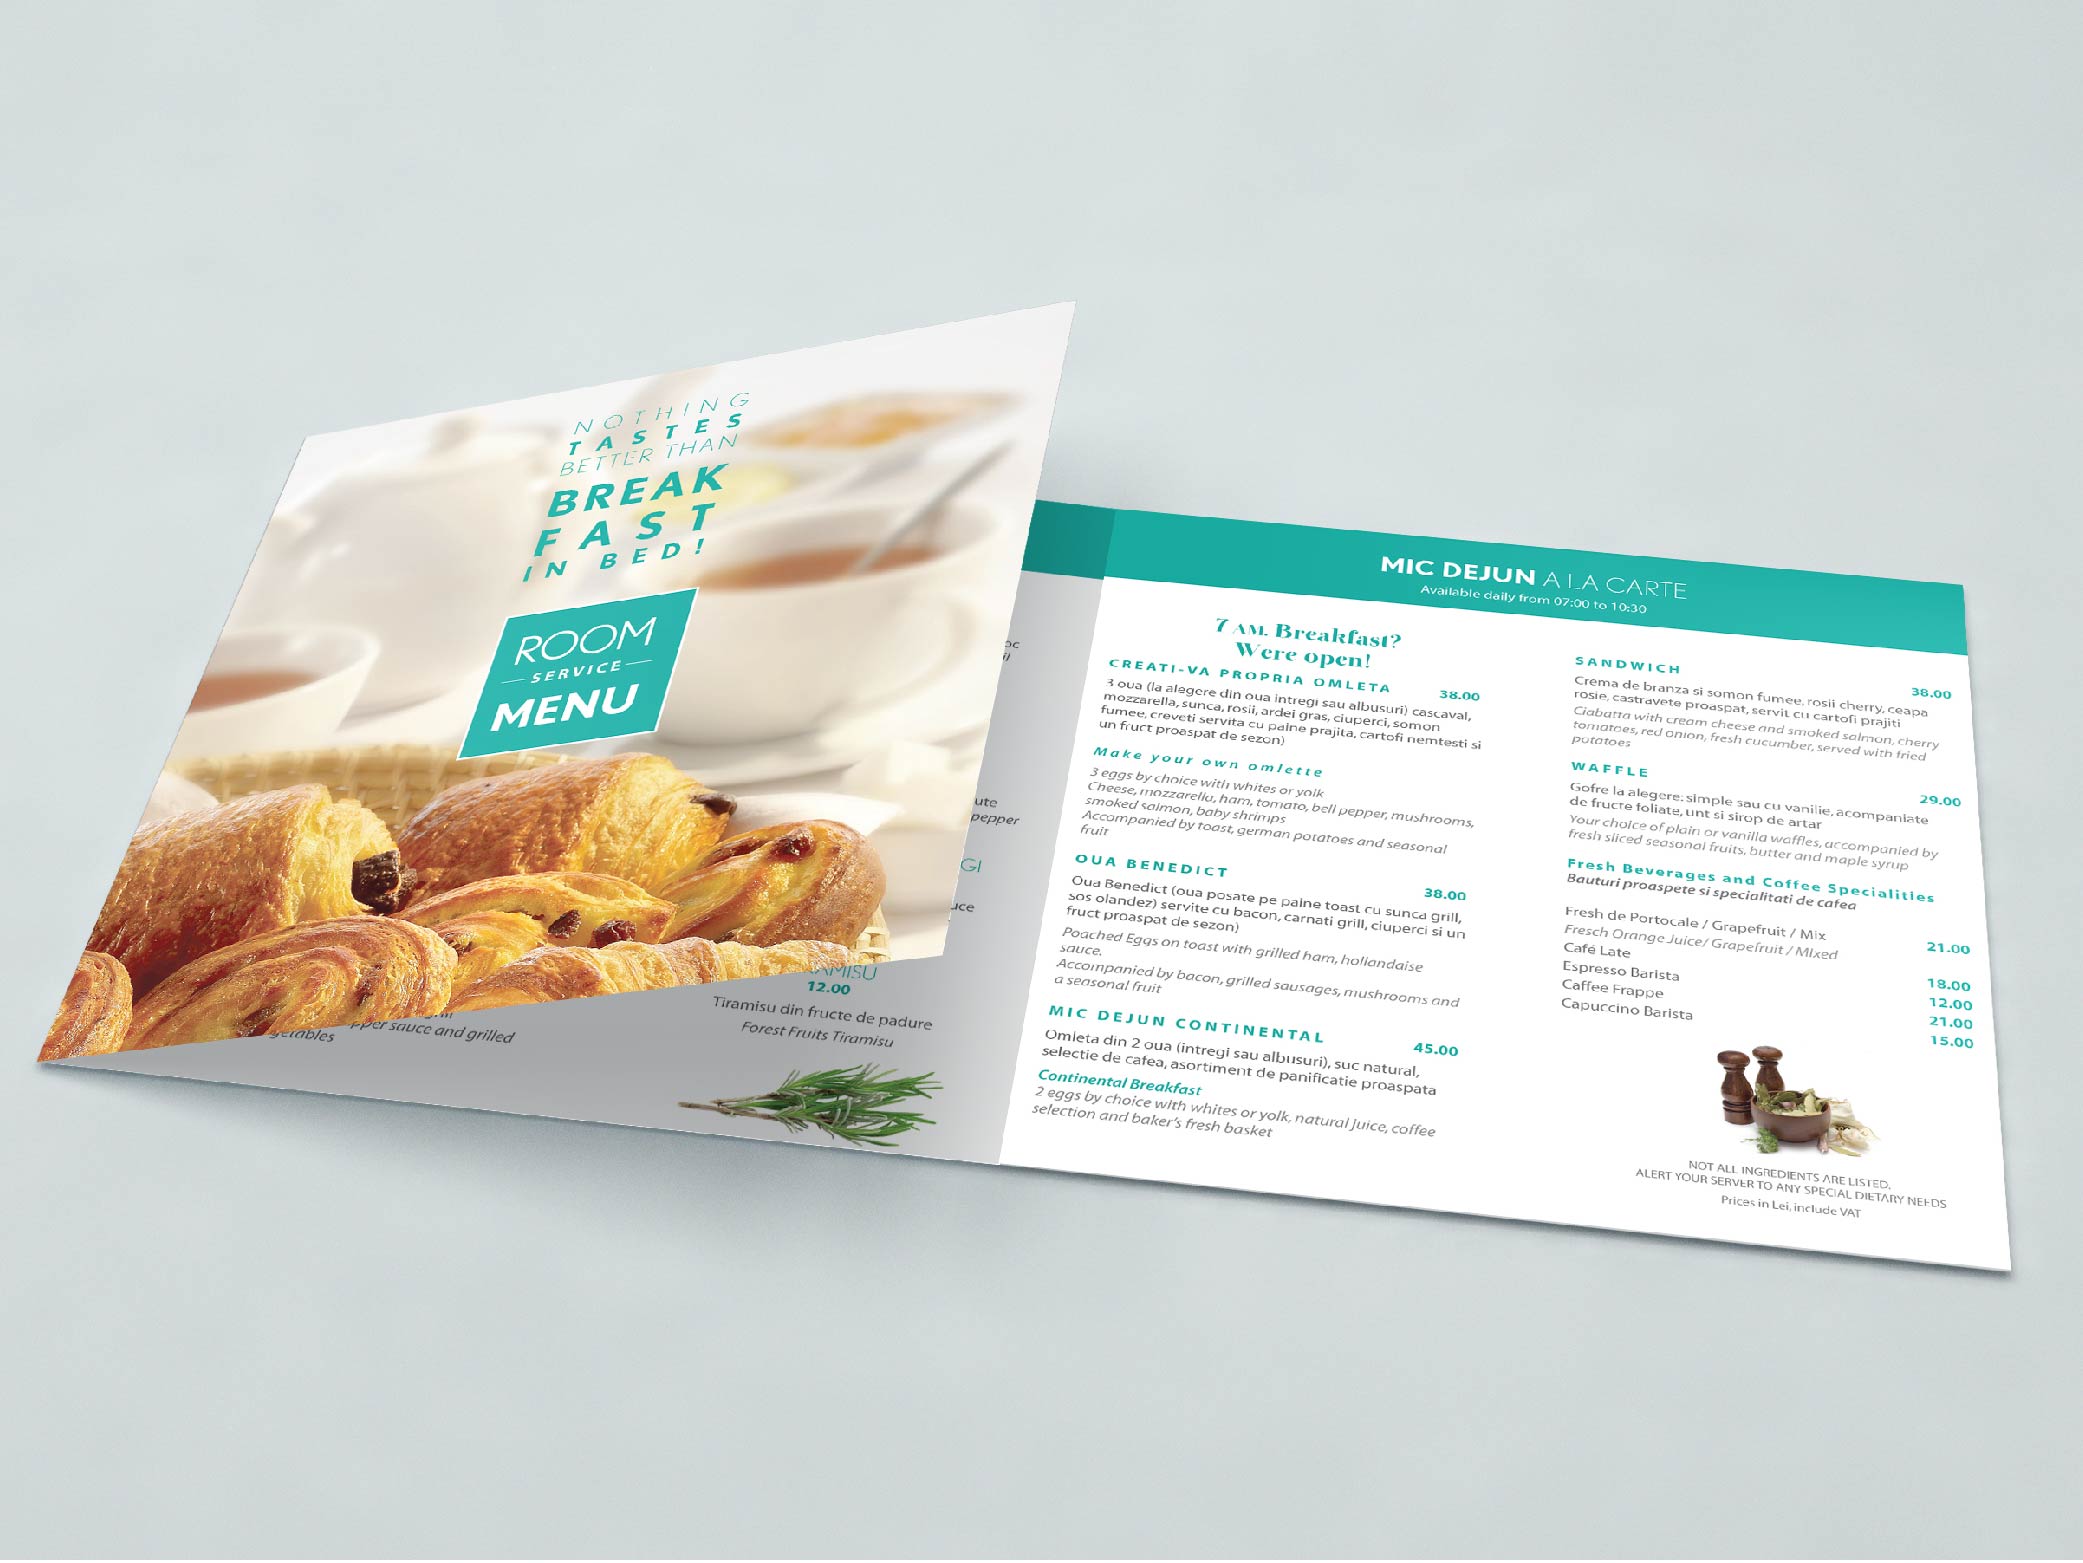 NOTHING
TASTES
BETTER THAN
BREAK
FAST
IN BED!
ROOM
SERVICE
MENU
pper sauce and grilled
getables
12.00
Tiramisu din fructe de padure
Forest Fruits Tiramisu
pepper
MIC DEJUN A LA CARTE
Available daily from 07:00 to 10:30
7 AM. Breakfast?
Were open!
CREATI-VA PROPRIA OMLETA 38.00
3 oua (la alegere din oua intregi sau albusuri) cascaval,
mozzarella, sunca, rosii, ardei gras, ciuperci, somon
fumee, creveti servita cu paine prajita, cartofi nemtesti si
un fruct proaspat de sezon)
Make your own omlette
3 eggs by choice with whites or yolk
Cheese, mozzarella, ham, tomato, bell pepper, mushrooms,
smoked salmon, baby shrimps
Accompanied by toast, german potatoes and seasonal
fruit
OUA BENEDICT 38.00
Oua Benedict (oua posate pe paine toast cu sunca grill,
sos olandez) servite cu bacon, carnati grill, ciuperci si un
fruct proaspat de sezon)
Poached Eggs on toast with grilled ham, hollandaise
sauce.
Accompanied by bacon, grilled sausages, mushrooms and
a seasonal fruit
MIC DEJUN CONTINENTAL 45.00
Omleta din 2 oua (intregi sau albusuri), suc natural,
selectie de cafea, asortiment de panificatie proaspata
Continental Breakfast
2 eggs by choice with whites or yolk, natural juice, coffee
selection and baker's fresh basket
SANDWICH 38.00
Crema de branza si somon fumee, rosii cherry, ceapa
rosie, castravete proaspat, servit cu cartofi prajiti
Ciabatta with cream cheese and smoked salmon, cherry
tomatoes, red onion, fresh cucumber, served with fried
potatoes
WAFFLE 29.00
Gofre la alegere: simple sau cu vanilie, acompaniate
de fructe foliate, unt si sirop de artar
Your choice of plain or vanilla waffles, accompanied by
fresh sliced seasonal fruits, butter and maple syrup
Fresh Beverages and Coffee Specialities
Bauturi proaspete si specialitati de cafea
Fresh de Portocale / Grapefruit / Mix 21.00
Fresch Orange Juice/ Grapefruit / MIxed
Café Late 18.00
Espresso Barista 12.00
Caffee Frappe 21.00
Capuccino Barista 15.00
NOT ALL INGREDIENTS ARE LISTED,
ALERT YOUR SERVER TO ANY SPECIAL DIETARY NEEDS
Prices in Lei, include VAT